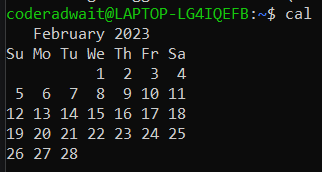 coderadwait@LAPTOP-LG4IQEFB:~$ cal
   February 2023
Su Mo Tu We Th Fr Sa
          1  2  3  4
 5  6  7  8  9 10 11
12 13 14 15 16 17 18
19 20 21 22 23 24 25
26 27 28